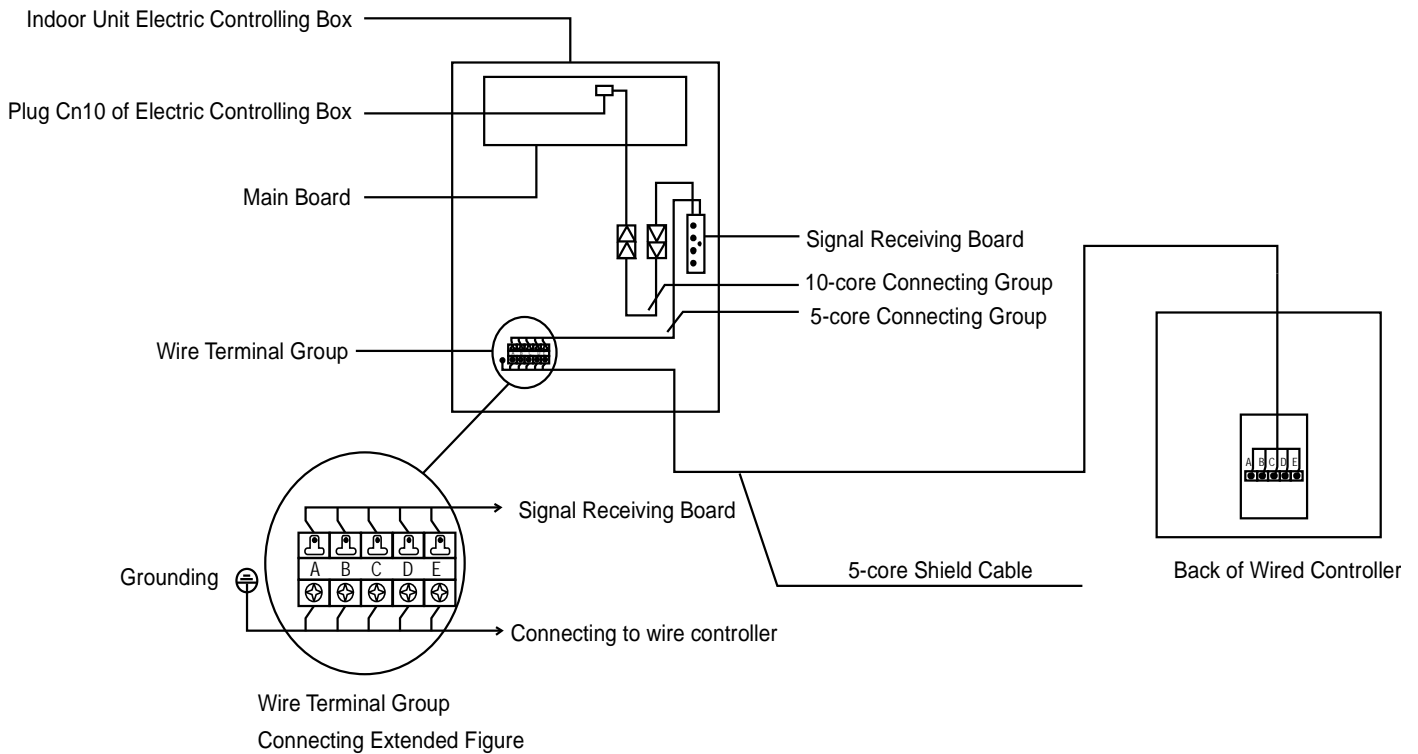 Indoor Unit Electric Controlling Box
Plug Cn10 of Electric Controlling Box
Main Board
Signal Receiving Board
10-core Connecting Group
5-core Connecting Group
Wire Terminal Group
A B C D E
Signal Receiving Board
A B C D E
Grounding
5-core Shield Cable
Back of Wired Controller
Connecting to wire controller
Wire Terminal Group
Connecting Extended Figure